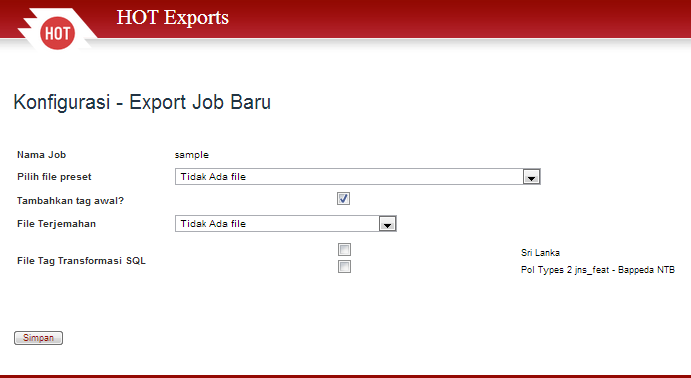 HOT
HOT Exports
Konfigurasi - Export Job Baru
Nama Job sample
Pilih file preset Tidak Ada file
Tambahkan tag awal?
File Terjemahan Tidak Ada file
File Tag Transformasi SQL
Sri Lanka
Pol Types 2 jns_feat - Bappeda NTB
Simpan